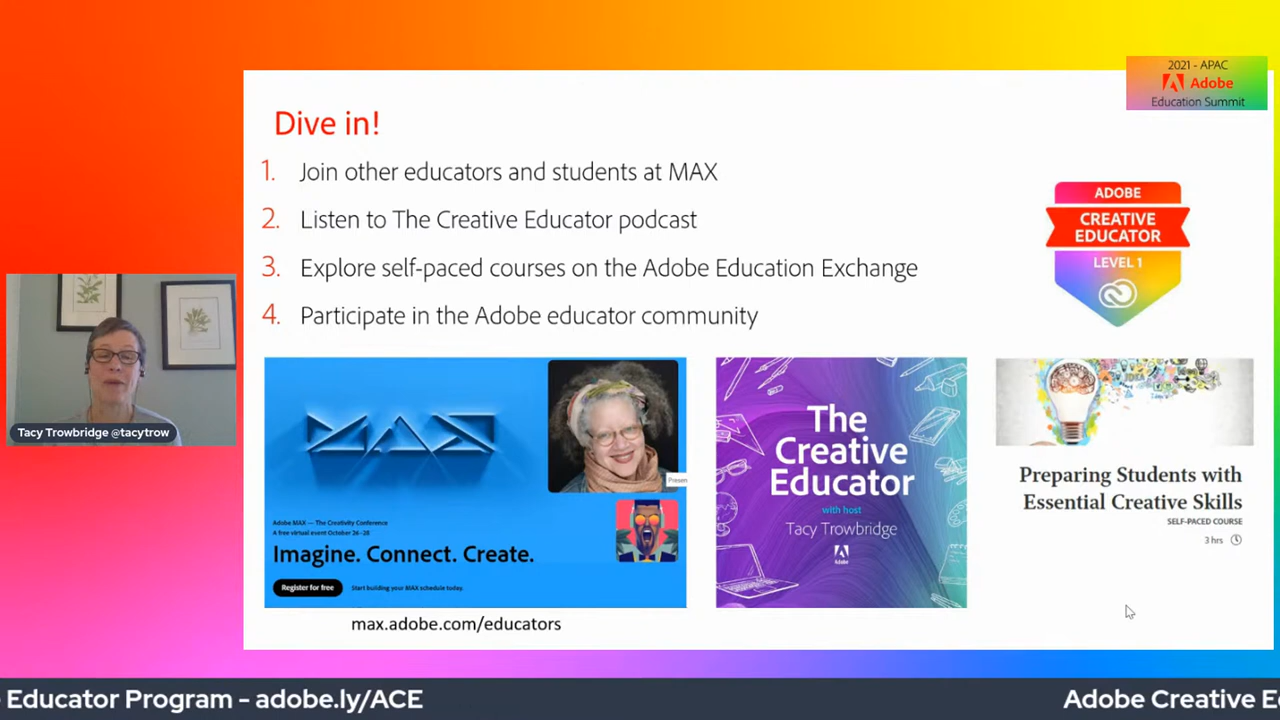 2021 - APAC
Adobe
Education Summit
Dive in!
1. Join other educators and students at MAX
2. Listen to The Creative Educator podcast
3. Explore self-paced courses on the Adobe Education Exchange
4. Participate in the Adobe educator community
ADOBE
CREATIVE
EDUCATOR
LEVEL 1
Tacy Trowbridge @tacytrow
MAX
Presen
Adobe MAX — The Creativity Conference
A free virtual event October 26–28
Imagine. Connect. Create.
Register for free
Start building your MAX schedule today.
max.adobe.com/educators
The
Creative
Educator
with host
Tacy Trowbridge
Adobe
IDEA
Preparing Students with
Essential Creative Skills
SELF-PACED COURSE
3 hrs
Educator Program - adobe.ly/ACE
Adobe Creative E